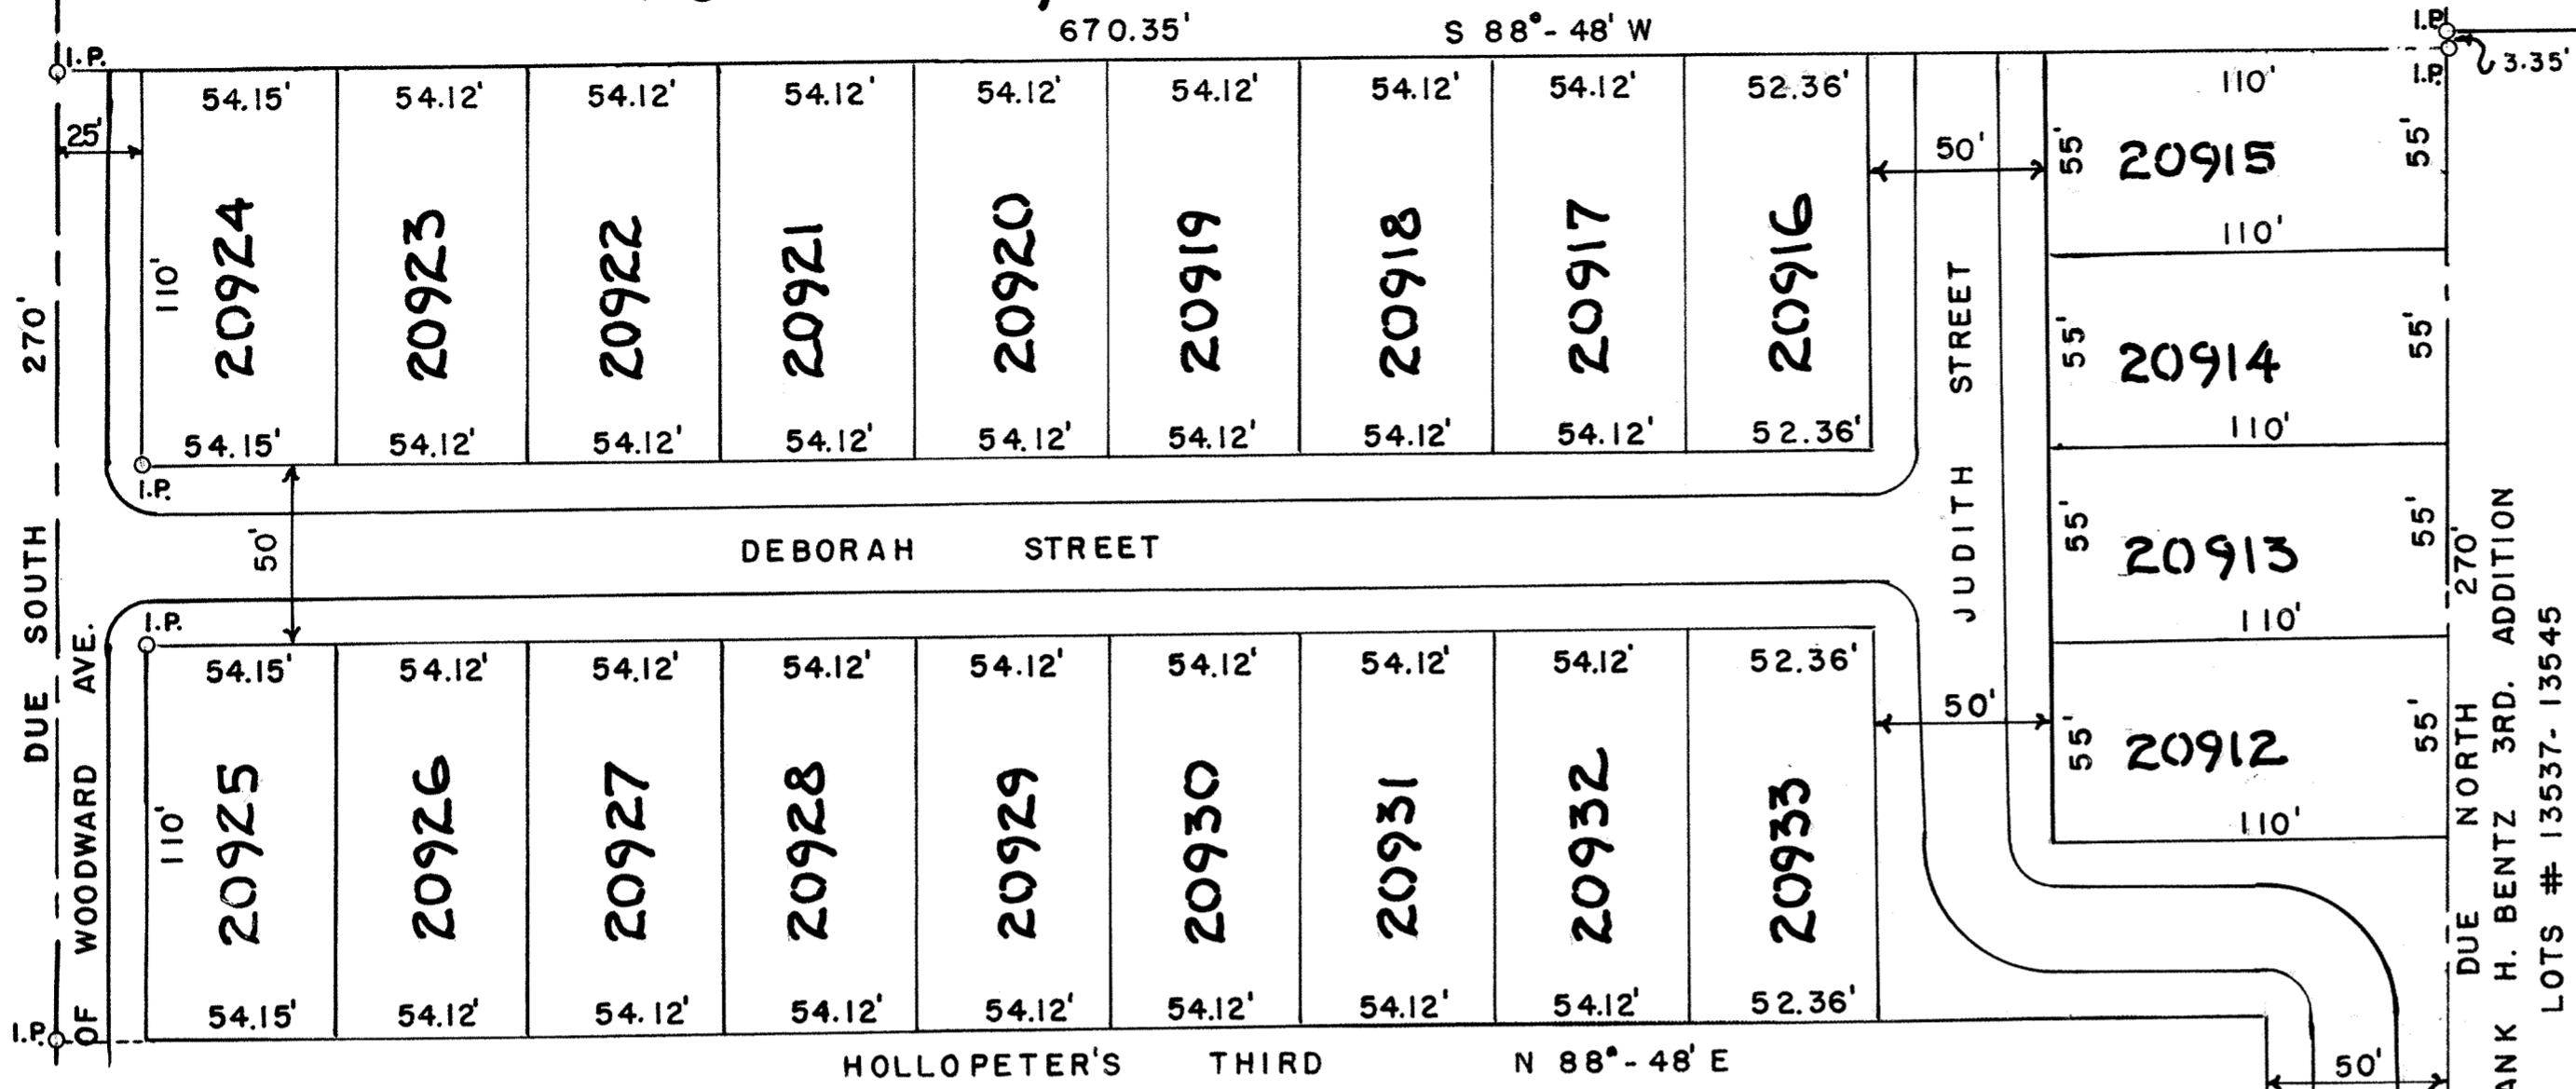 670.35' S 88°-48' W
I.P.
I.P.
I.P.
3.35'
54.15' 54.12' 54.12' 54.12' 54.12' 54.12' 54.12' 54.12' 52.36' 110'
25'
50'
55' 20915 55'
110'
20924 20923 20922 20921 20920 20919 20918 20917 20916
110'
270'
55' 20914 55'
110'
54.15' 54.12' 54.12' 54.12' 54.12' 54.12' 54.12' 54.12' 52.36'
I.P.
50'
DEBORAH STREET
JUDITH STREET
55' 20913 55'
110'
DUE SOUTH
I.P.
54.15' 54.12' 54.12' 54.12' 54.12' 54.12' 54.12' 54.12' 52.36'
50'
55' 20912 55'
110'
20925 20926 20927 20928 20929 20930 20931 20932 20933
110'
OF WOODWARD AVE.
54.15' 54.12' 54.12' 54.12' 54.12' 54.12' 54.12' 54.12' 52.36'
I.P.
HOLLOPETER'S THIRD N 88°-48' E
50'
DUE NORTH 270'
ANK H. BENTZ 3RD. ADDITION
LOTS # 13537-13545